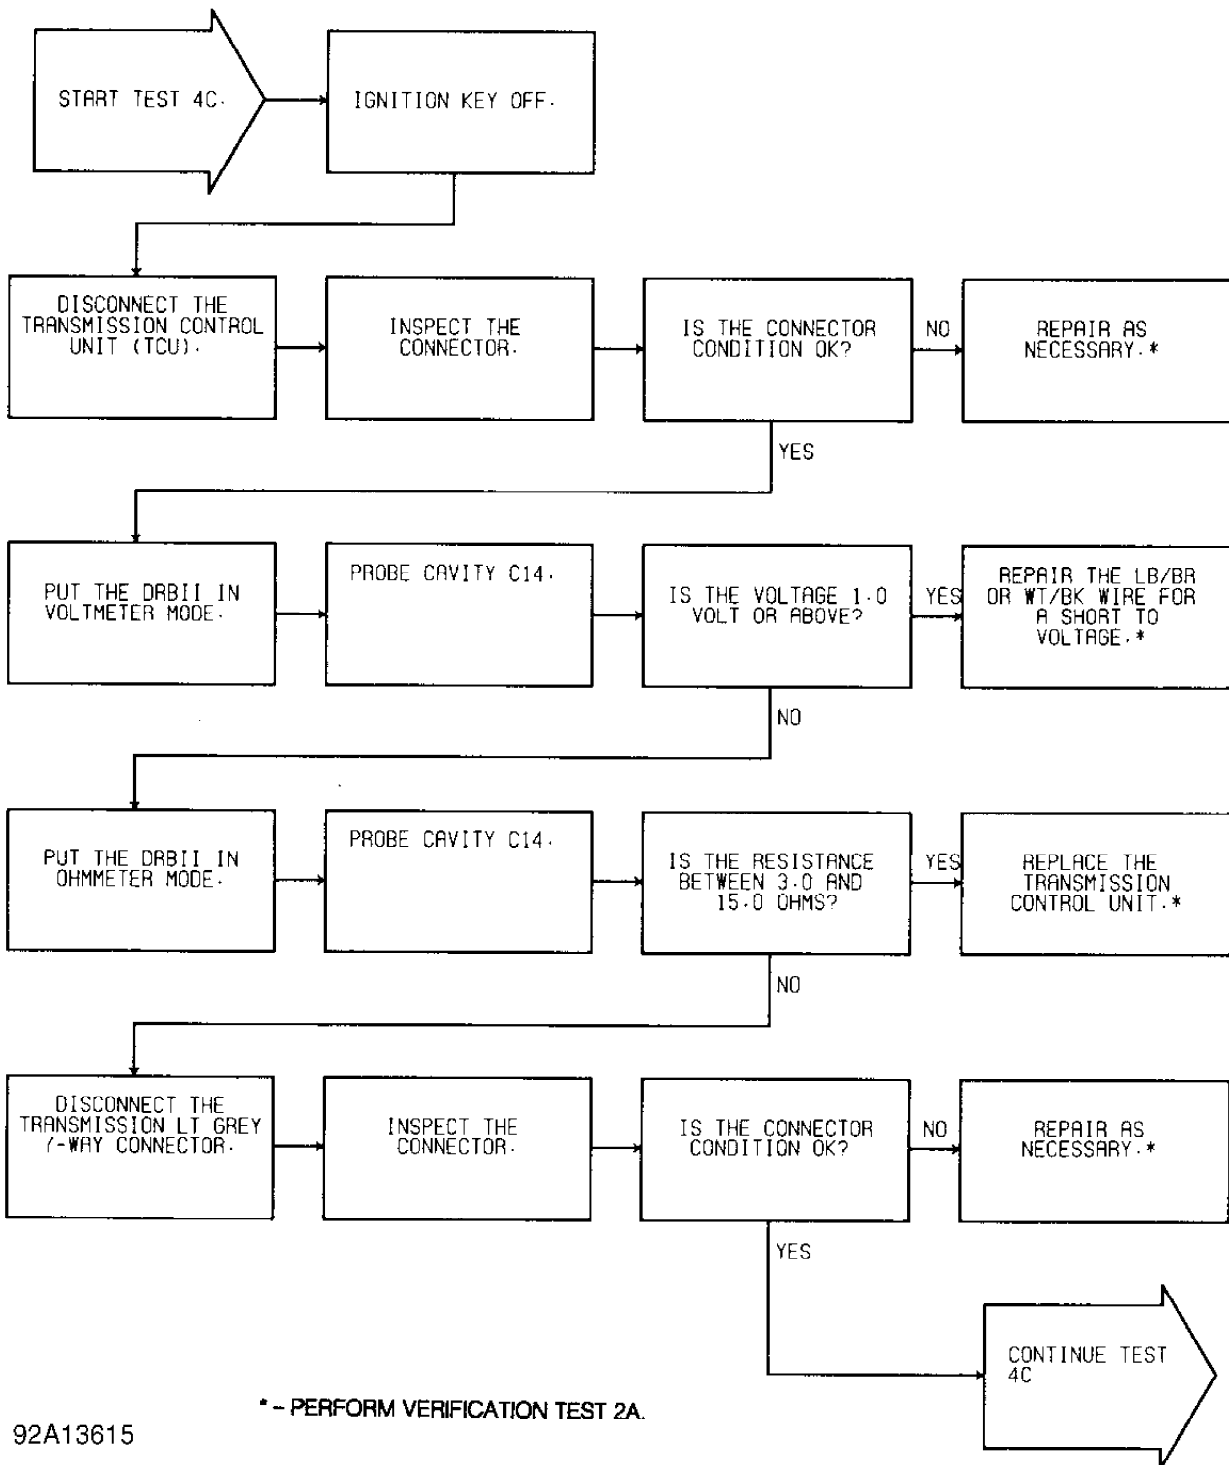 START TEST 4C.
IGNITION KEY OFF.
DISCONNECT THE
TRANSMISSION CONTROL
UNIT (TCU).
INSPECT THE
CONNECTOR.
IS THE CONNECTOR
CONDITION OK?
NO
REPAIR AS
NECESSARY.*
YES
PUT THE DRBII IN
VOLTMETER MODE.
PROBE CAVITY C14.
IS THE VOLTAGE 1.0
VOLT OR ABOVE?
YES
REPAIR THE LB/BR
OR WT/BK WIRE FOR
A SHORT TO
VOLTAGE.*
NO
PUT THE DRBII IN
OHMMETER MODE.
PROBE CAVITY C14.
IS THE RESISTANCE
BETWEEN 3.0 AND
15.0 OHMS?
YES
REPLACE THE
TRANSMISSION
CONTROL UNIT.*
NO
DISCONNECT THE
TRANSMISSION LT GREY
7-WAY CONNECTOR.
INSPECT THE
CONNECTOR.
IS THE CONNECTOR
CONDITION OK?
NO
REPAIR AS
NECESSARY.*
YES
CONTINUE TEST
4C
* - PERFORM VERIFICATION TEST 2A.
92A13615